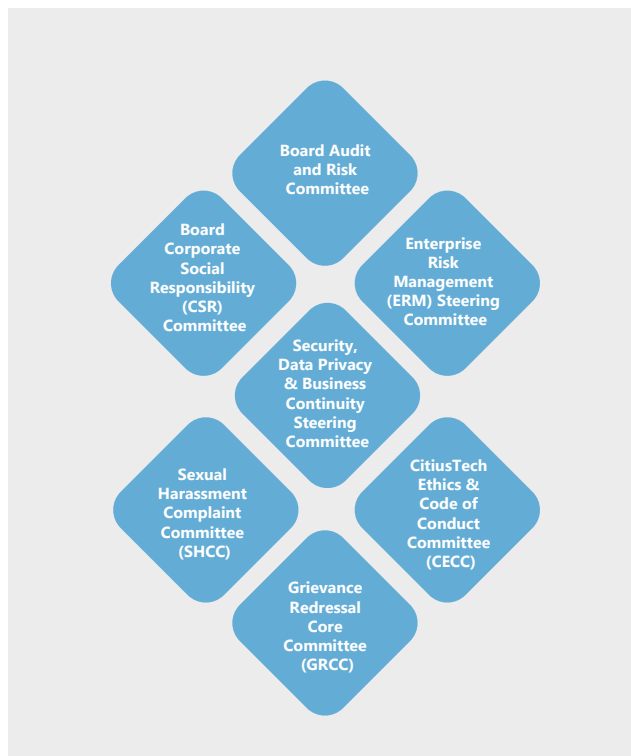 Board Audit
and Risk
Committee
Board
Corporate
Social
Responsibility
(CSR)
Committee
Enterprise
Risk
Management
(ERM) Steering
Committee
Security,
Data Privacy
& Business
Continuity
Steering
Committee
Sexual
Harassment
Complaint
Committee
(SHCC)
CitiusTech
Ethics &
Code of
Conduct
Committee
(CECC)
Grievance
Redressal
Core
Committee
(GRCC)